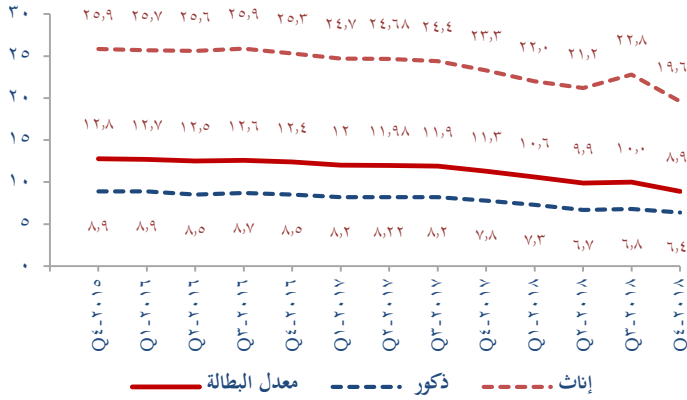 ٣٠
٢٥
٢٠
١٥
١٠
٥
٠
٢٥,٩ ٢٥,٧ ٢٥,٦ ٢٥,٩ ٢٥,٣ ٢٤,٧ ٢٤,٦٨ ٢٤,٤ ٢٣,٣ ٢٢,٠ ٢١,٢ ٢٢,٨ ١٩,٦
١٢,٨ ١٢,٧ ١٢,٥ ١٢,٦ ١٢,٤ ١٢ ١١,٩٨ ١١,٩ ١١,٣ ١٠,٦ ٩,٩ ١٠,٠ ٨,٩
٨,٩ ٨,٩ ٨,٥ ٨,٧ ٨,٥ ٨,٢ ٨,٢٢ ٨,٢ ٧,٨ ٧,٣ ٦,٧ ٦,٨ ٦,٤
Q٤-٢٠١٥
Q١-٢٠١٦
Q٢-٢٠١٦
Q٣-٢٠١٦
Q٤-٢٠١٦
Q١-٢٠١٧
Q٢-٢٠١٧
Q٣-٢٠١٧
Q٤-٢٠١٧
Q١-٢٠١٨
Q٢-٢٠١٨
Q٣-٢٠١٨
Q٤-٢٠١٨
إناث ذكور معدل البطالة